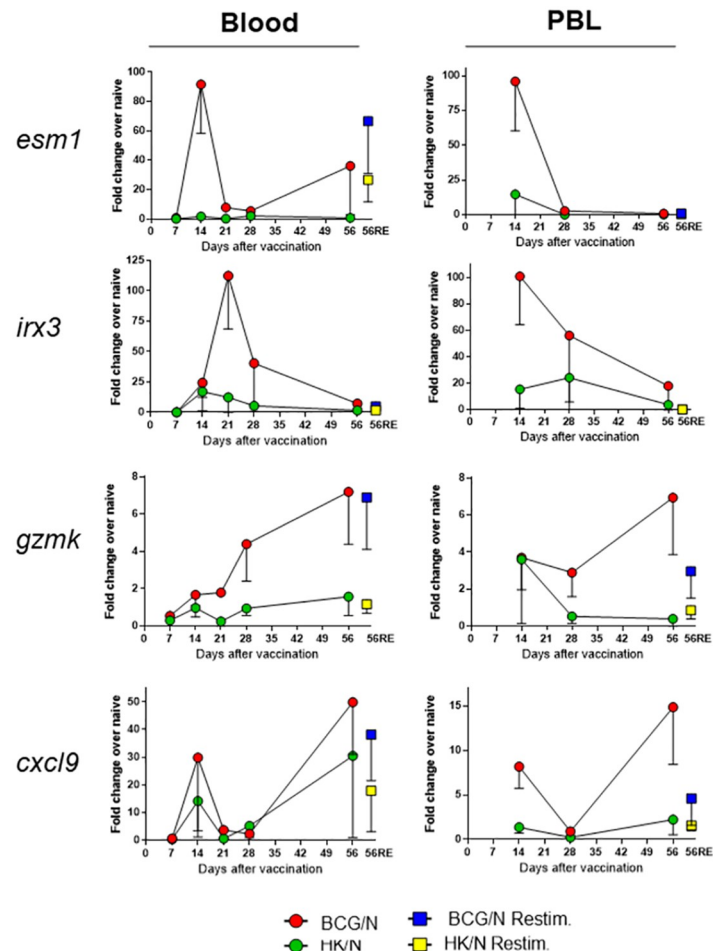 Blood
PBL
esm1
Fold change over naive
100
80
60
40
20
0
0 7 14 21 28 35 42 49 56 56RE
Days after vaccination
Fold change over naive
100
75
50
25
0
0 7 14 21 28 35 42 49 56 56RE
Days after vaccination
irx3
Fold change over naive
125
100
75
50
25
0
0 7 14 21 28 35 42 49 56 56RE
Days after vaccination
Fold change over naive
100
80
60
40
20
0
0 7 14 21 28 35 42 49 56 56RE
Days after vaccination
gzmk
Fold change over naive
8
6
4
2
0
0 7 14 21 28 35 42 49 56 56RE
Days after vaccination
Fold change over naive
8
6
4
2
0
0 7 14 21 28 35 42 49 56 56RE
Days after vaccination
cxcl9
Fold change over naive
50
40
30
20
10
0
0 7 14 21 28 35 42 49 56 56RE
Days after vaccination
Fold change over naive
15
10
5
0
0 7 14 21 28 35 42 49 56 56RE
Days after vaccination
BCG/N
BCG/N Restim.
HK/N
HK/N Restim.